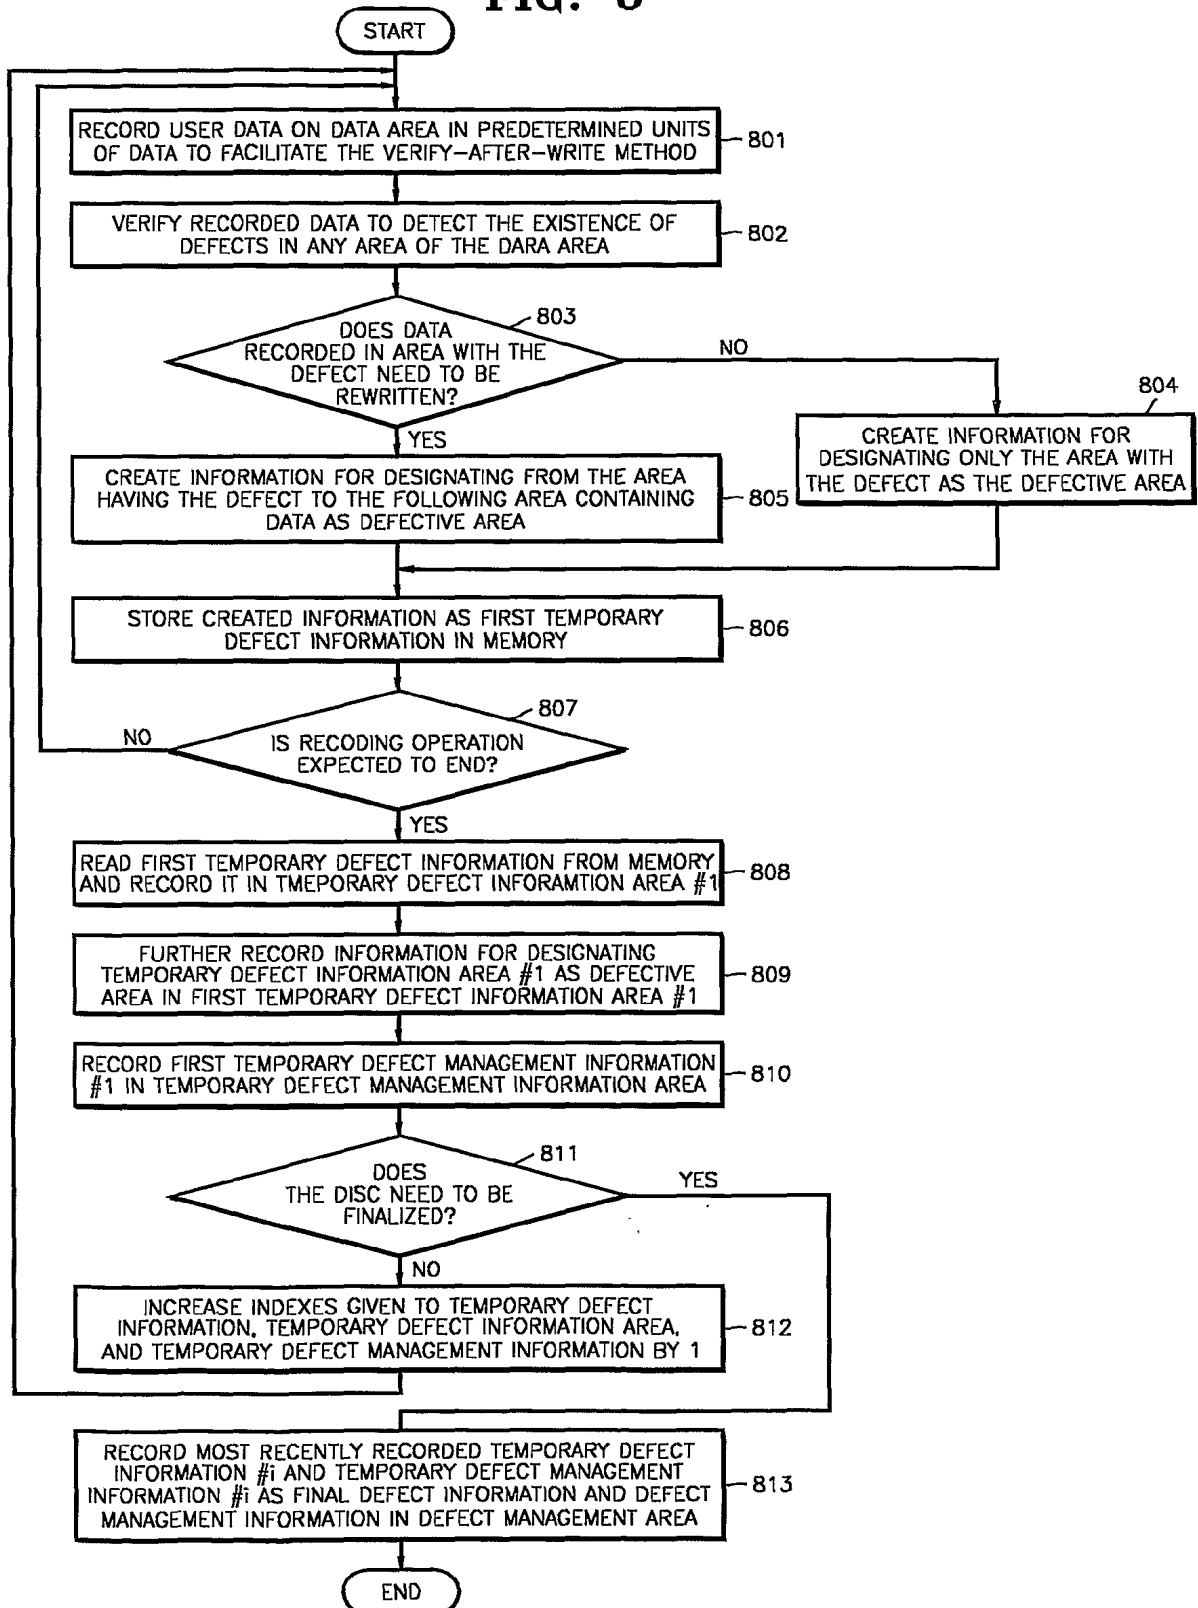 START
RECORD USER DATA ON DATA AREA IN PREDETERMINED UNITS
OF DATA TO FACILITATE THE VERIFY-AFTER-WRITE METHOD
801
VERIFY RECORDED DATA TO DETECT THE EXISTENCE OF
DEFECTS IN ANY AREA OF THE DARA AREA
802
803
DOES DATA
RECORDED IN AREA WITH THE
DEFECT NEED TO BE
REWRITTEN?
NO
YES
804
CREATE INFORMATION FOR
DESIGNATING ONLY THE AREA WITH
THE DEFECT AS THE DEFECTIVE AREA
CREATE INFORMATION FOR DESIGNATING FROM THE AREA
HAVING THE DEFECT TO THE FOLLOWING AREA CONTAINING
DATA AS DEFECTIVE AREA
805
STORE CREATED INFORMATION AS FIRST TEMPORARY
DEFECT INFORMATION IN MEMORY
806
807
IS RECODING OPERATION
EXPECTED TO END?
NO
YES
READ FIRST TEMPORARY DEFECT INFORMATION FROM MEMORY
AND RECORD IT IN TMEPORARY DEFECT INFORAMTION AREA #1
808
FURTHER RECORD INFORMATION FOR DESIGNATING
TEMPORARY DEFECT INFORMATION AREA #1 AS DEFECTIVE
AREA IN FIRST TEMPORARY DEFECT INFORMATION AREA #1
809
RECORD FIRST TEMPORARY DEFECT MANAGEMENT INFORMATION
#1 IN TEMPORARY DEFECT MANAGEMENT INFORMATION AREA
810
811
DOES
THE DISC NEED TO BE
FINALIZED?
YES
NO
INCREASE INDEXES GIVEN TO TEMPORARY DEFECT
INFORMATION, TEMPORARY DEFECT INFORMATION AREA,
AND TEMPORARY DEFECT MANAGEMENT INFORMATION BY 1
812
RECORD MOST RECENTLY RECORDED TEMPORARY DEFECT
INFORMATION #i AND TEMPORARY DEFECT MANAGEMENT
INFORMATION #i AS FINAL DEFECT INFORMATION AND DEFECT
MANAGEMENT INFORMATION IN DEFECT MANAGEMENT AREA
813
END